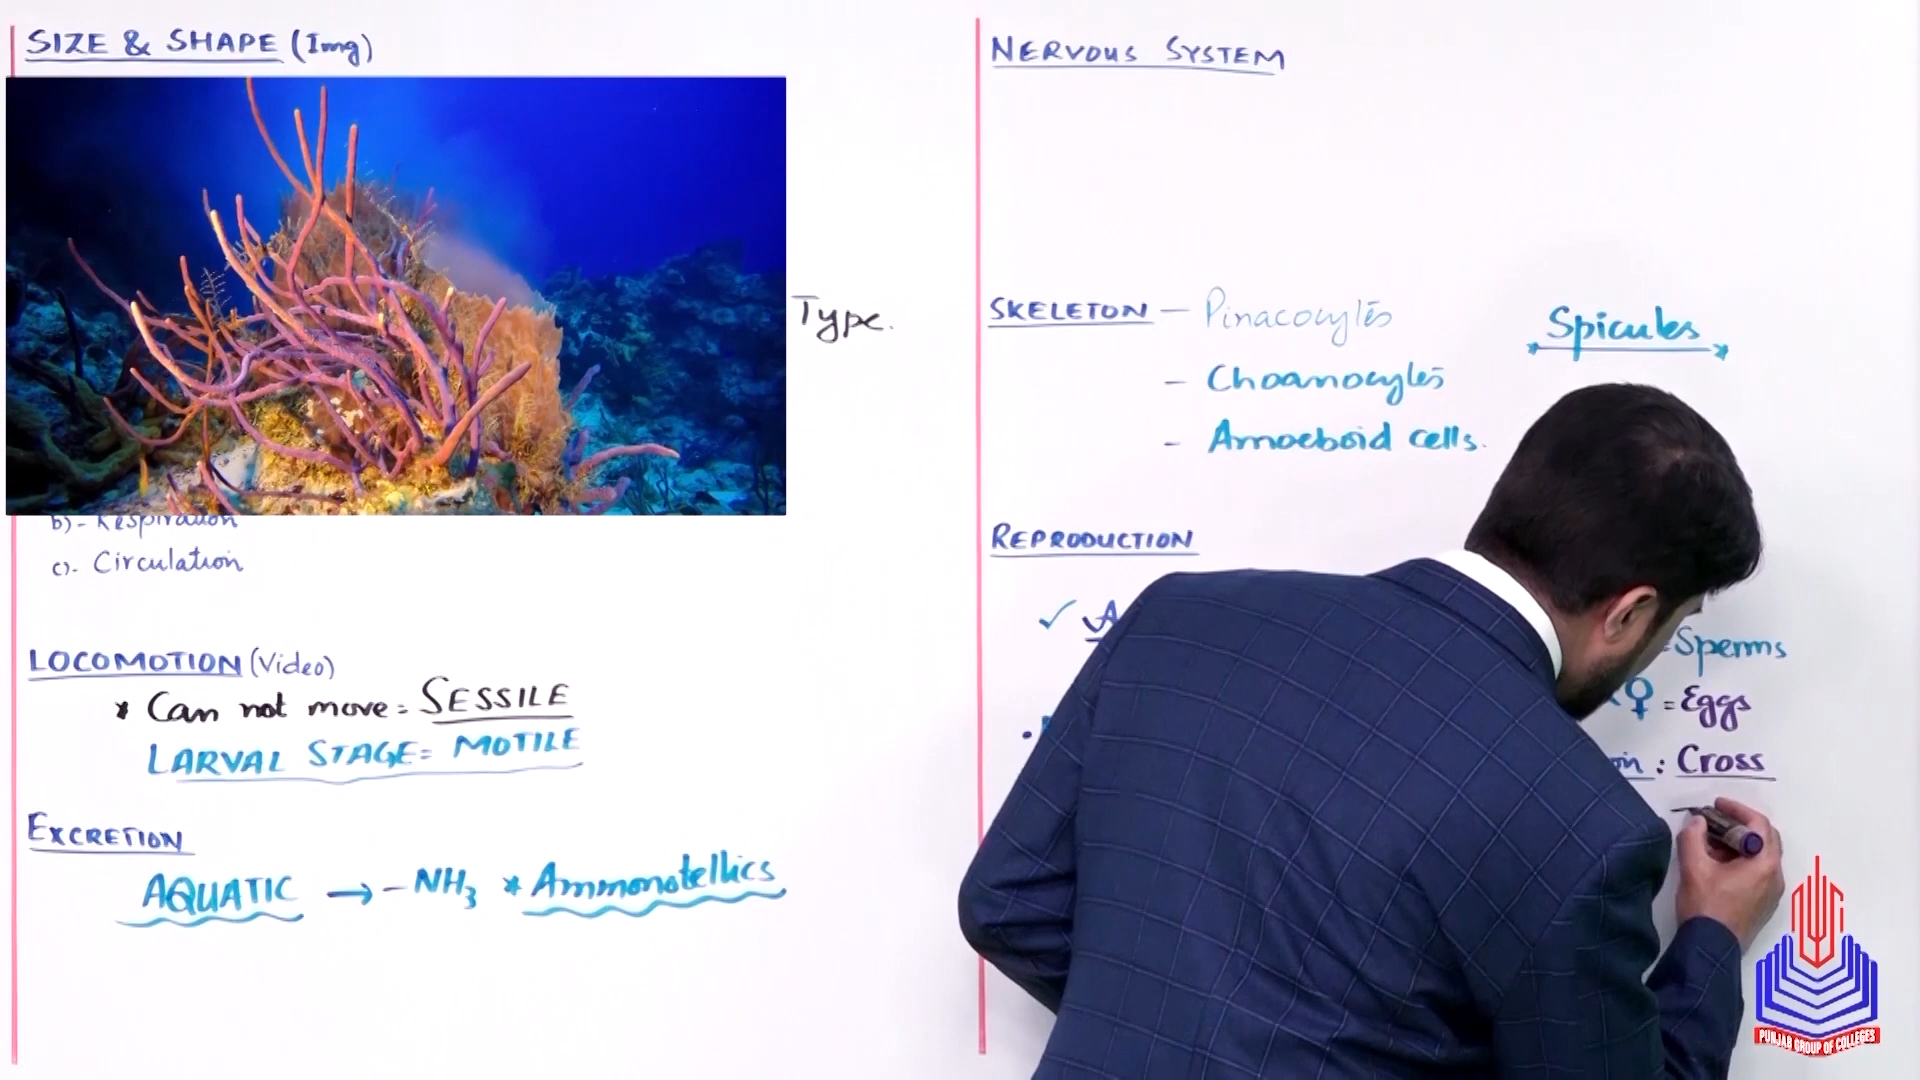 SIZE & SHAPE (Img)
Type.
b)- Respiration
c)- Circulation
LOCOMOTION (Video)
* Can not move = SESSILE
LARVAL STAGE = MOTILE
EXCRETION
AQUATIC → - NH3 * Ammonotellics
NERVOUS SYSTEM
SKELETON - Pinacocytes
- Choanocytes
- Amoeboid cells.
Spicules
REPRODUCTION
✓ A
= Sperms
♀ = Eggs
: Cross
PUNJAB GROUP OF COLLEGES